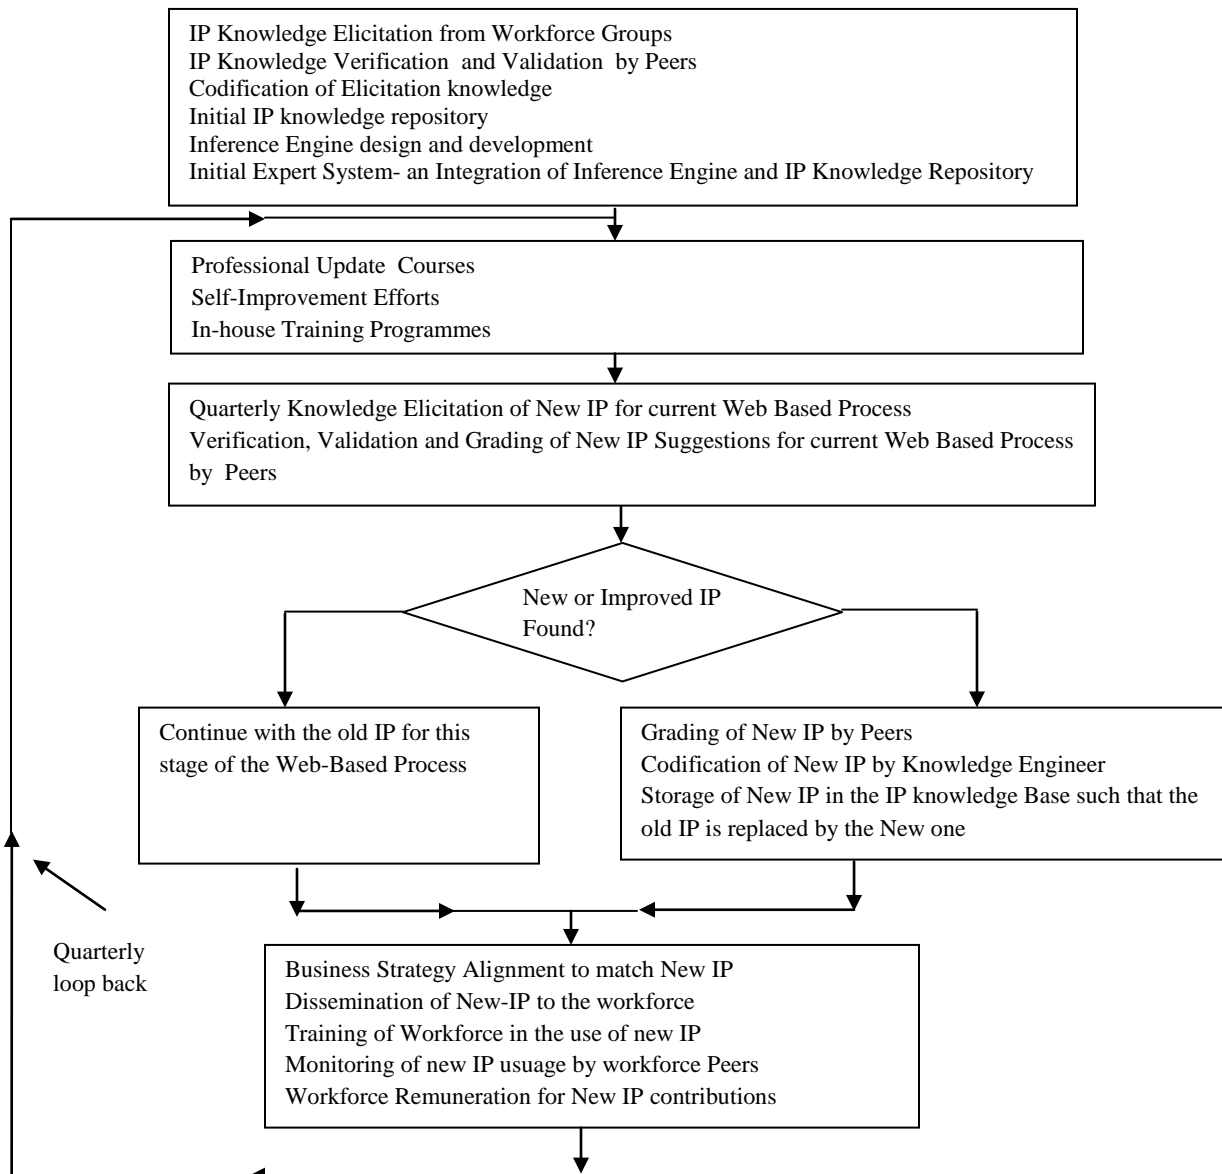 IP Knowledge Elicitation from Workforce Groups
IP Knowledge Verification and Validation by Peers
Codification of Elicitation knowledge
Initial IP knowledge repository
Inference Engine design and development
Initial Expert System- an Integration of Inference Engine and IP Knowledge Repository
Professional Update Courses
Self-Improvement Efforts
In-house Training Programmes
Quarterly Knowledge Elicitation of New IP for current Web Based Process
Verification, Validation and Grading of New IP Suggestions for current Web Based Process
by Peers
New or Improved IP
Found?
Continue with the old IP for this
stage of the Web-Based Process
Grading of New IP by Peers
Codification of New IP by Knowledge Engineer
Storage of New IP in the IP knowledge Base such that the
old IP is replaced by the New one
Quarterly
loop back
Business Strategy Alignment to match New IP
Dissemination of New-IP to the workforce
Training of Workforce in the use of new IP
Monitoring of new IP usuage by workforce Peers
Workforce Remuneration for New IP contributions